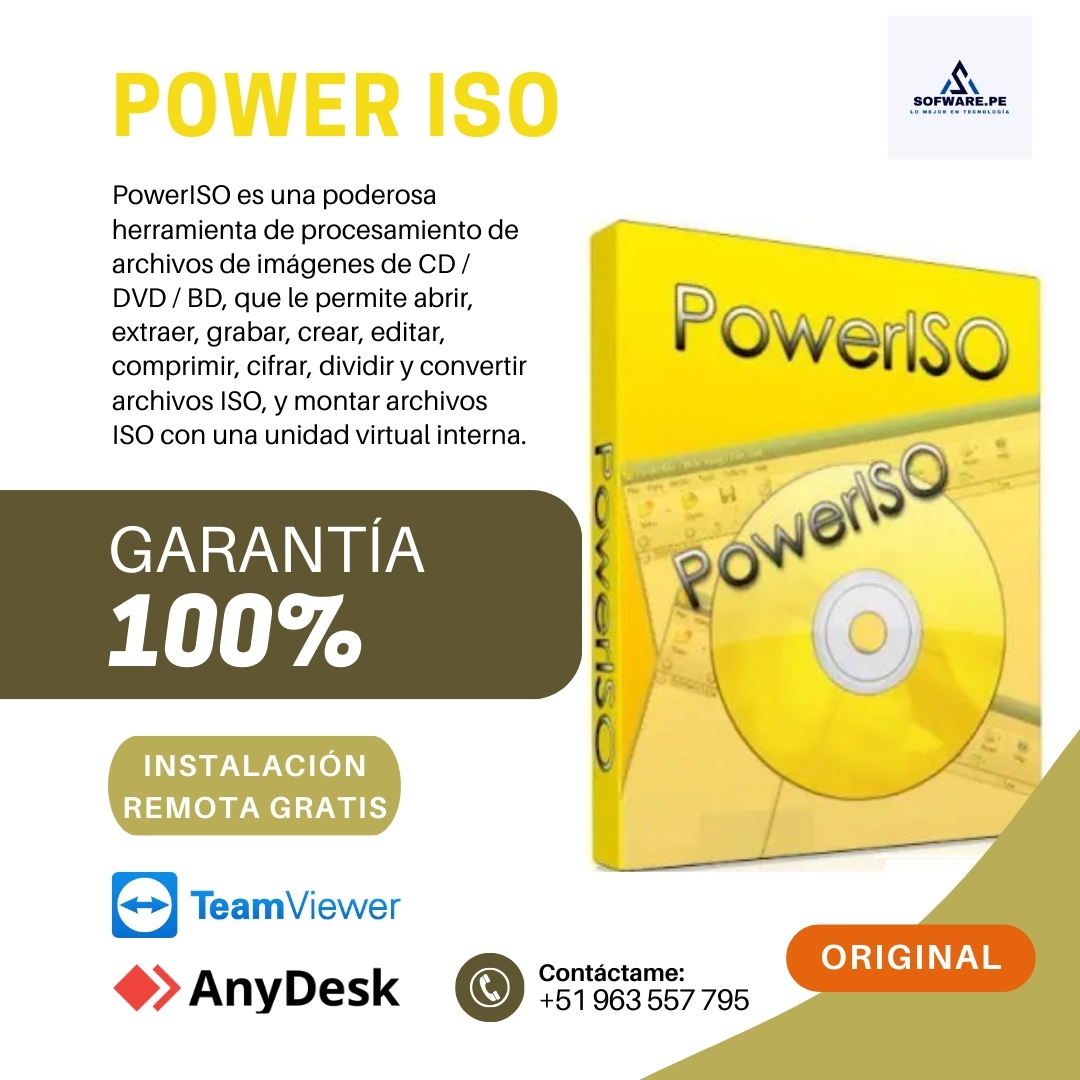 POWER ISO
SOFWARE.PE
LO MEJOR EN TECNOLOGÍA
PowerISO es una poderosa
herramienta de procesamiento de
archivos de imágenes de CD /
DVD / BD, que le permite abrir,
extraer, grabar, crear, editar,
comprimir, cifrar, dividir y convertir
archivos ISO, y montar archivos
ISO con una unidad virtual interna.
PowerISO
PowerISO
PowerISO
GARANTÍA
100%
INSTALACIÓN
REMOTA GRATIS
TeamViewer
AnyDesk
Contáctame:
+51 963 557 795
ORIGINAL